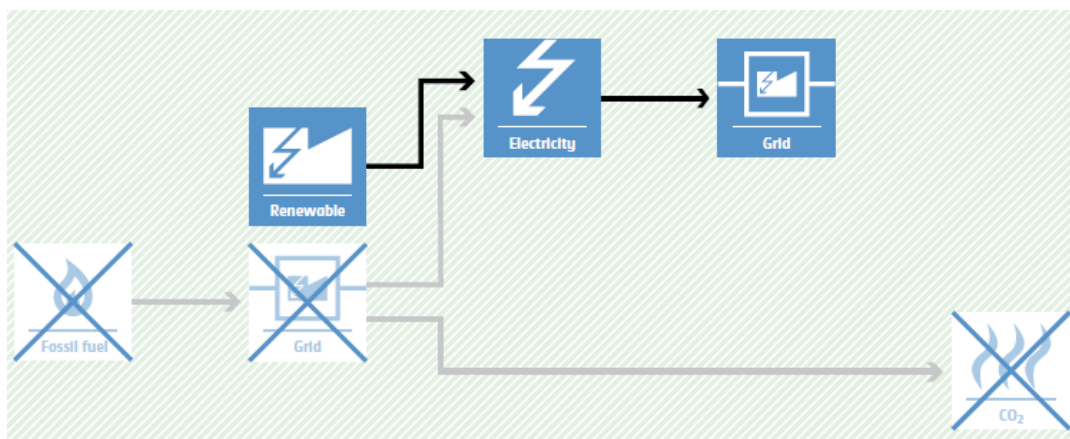 Electricity
Grid
Renewable
Fossil fuel
Grid
CO₂